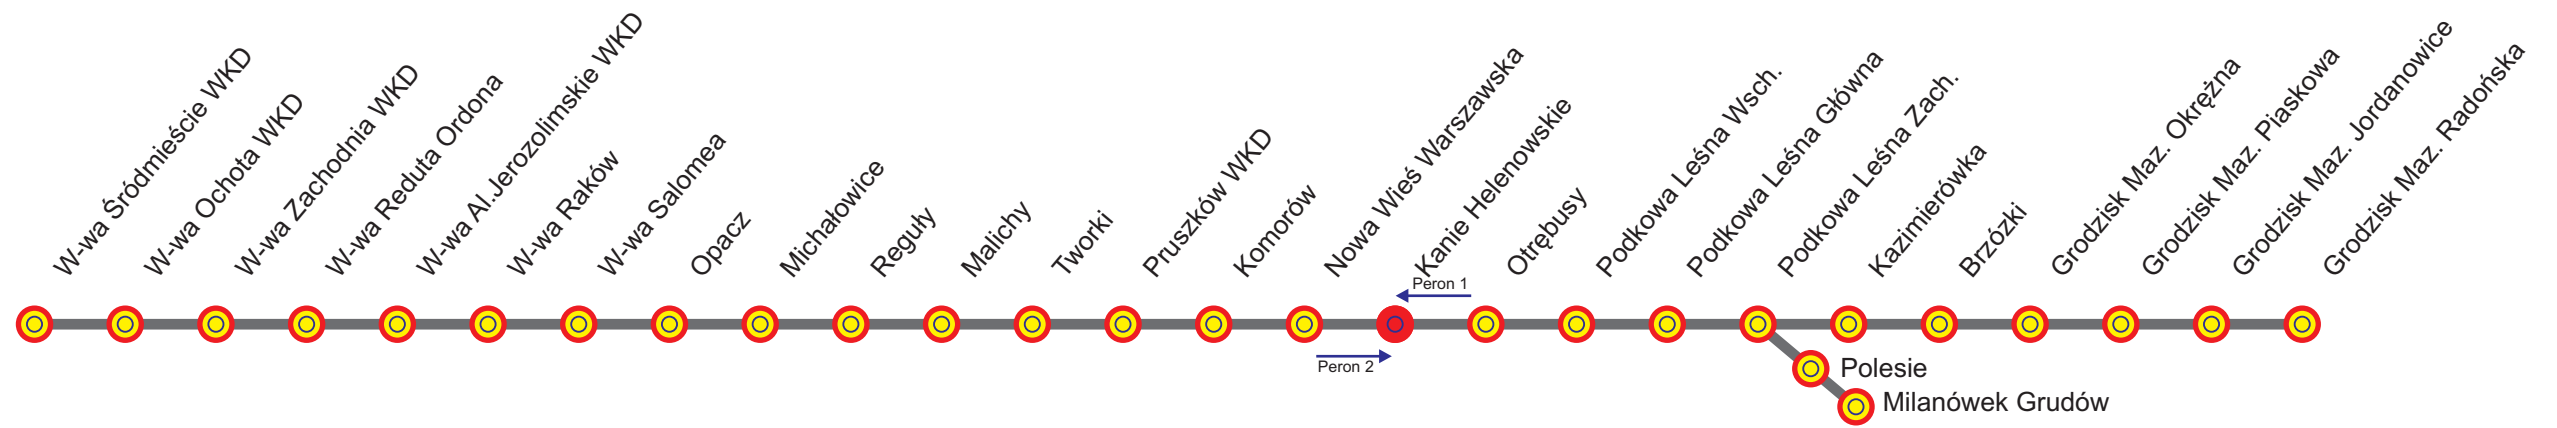 W-wa Śródmieście WKD
W-wa Ochota WKD
W-wa Zachodnia WKD
W-wa Reduta Ordona
W-wa Al.Jerozolimskie WKD
W-wa Raków
W-wa Salomea
Opacz
Michałowice
Reguły
Malichy
Tworki
Pruszków WKD
Komorów
Nowa Wieś Warszawska
Kanie Helenowskie
Otrębusy
Podkowa Leśna Wsch.
Podkowa Leśna Główna
Podkowa Leśna Zach.
Kazimierówka
Brzózki
Grodzisk Maz. Okrężna
Grodzisk Maz. Piaskowa
Grodzisk Maz. Jordanowice
Grodzisk Maz. Radońska
Peron 1
Peron 2
Polesie
Milanówek Grudów